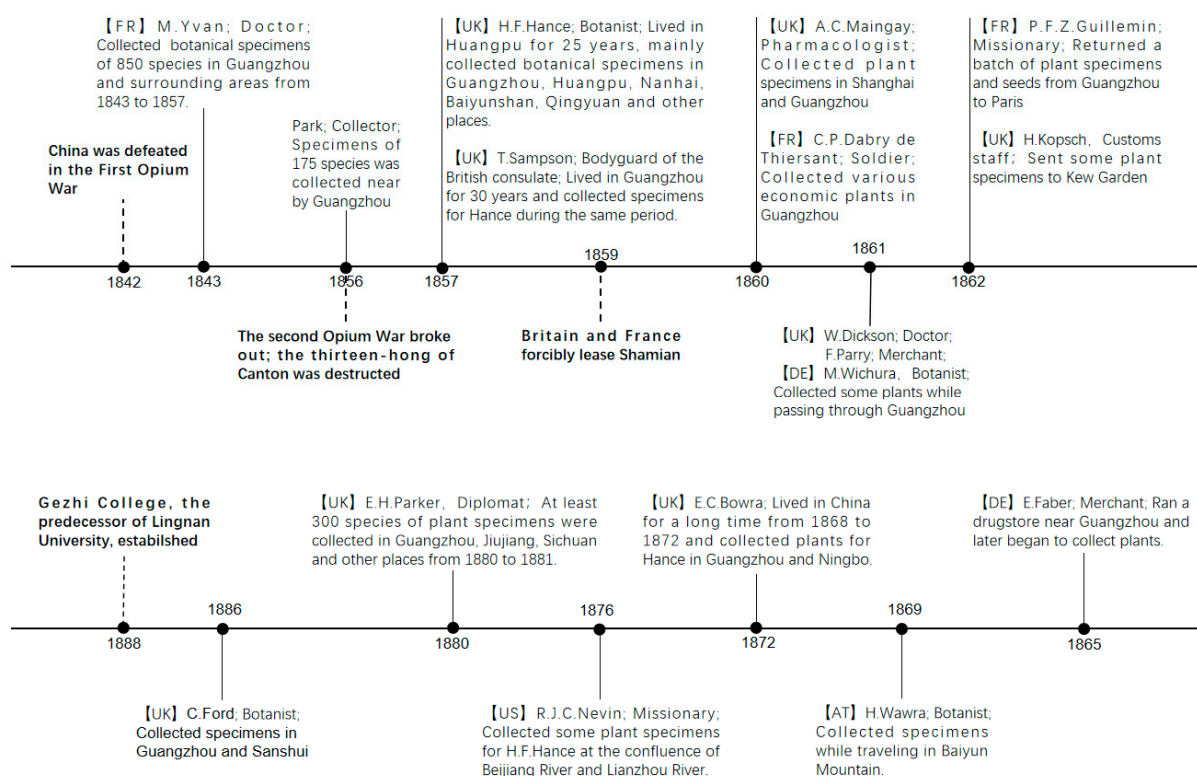 【FR】M.Yvan; Doctor;
Collected botanical specimens
of 850 species in Guangzhou
and surrounding areas from
1843 to 1857.
【UK】H.F.Hance; Botanist; Lived in
Huangpu for 25 years, mainly
collected botanical specimens in
Guangzhou, Huangpu, Nanhai,
Baiyunshan, Qingyuan and other
places.
【UK】A.C.Maingay;
Pharmacologist;
Collected plant
specimens in Shanghai
and Guangzhou
【FR】P.F.Z.Guillemin;
Missionary; Returned a
batch of plant specimens
and seeds from Guangzhou
to Paris
China was defeated
in the First Opium
War
Park; Collector;
Specimens of
175 species was
collected near
by Guangzhou
【UK】T.Sampson; Bodyguard of the
British consulate; Lived in Guangzhou
for 30 years and collected specimens
for Hance during the same period.
【FR】C.P.Dabry de
Thiersant; Soldier;
Collected various
economic plants in
Guangzhou
【UK】H.Kopsch, Customs
staff; Sent some plant
specimens to Kew Garden
1842
1843
1856
1857
1859
1860
1861
1862
The second Opium War broke
out; the thirteen-hong of
Canton was destructed
Britain and France
forcibly lease Shamian
【UK】W.Dickson; Doctor;
F.Parry; Merchant;
【DE】M.Wichura, Botanist;
Collected some plants while
passing through Guangzhou
Gezhi College, the
predecessor of Lingnan
University, estabilshed
【UK】E.H.Parker, Diplomat; At least
300 species of plant specimens were
collected in Guangzhou, Jiujiang, Sichuan
and other places from 1880 to 1881.
【UK】E.C.Bowra; Lived in China
for a long time from 1868 to
1872 and collected plants for
Hance in Guangzhou and Ningbo.
【DE】E.Faber; Merchant; Ran a
drugstore near Guangzhou and
later began to collect plants.
1888
1886
1880
1876
1872
1869
1865
【UK】C.Ford; Botanist;
Collected specimens in
Guangzhou and Sanshui
【US】R.J.C.Nevin; Missionary;
Collected some plant specimens
for H.F.Hance at the confluence of
Beijiang River and Lianzhou River.
【AT】H.Wawra; Botanist;
Collected specimens
while traveling in Baiyun
Mountain.